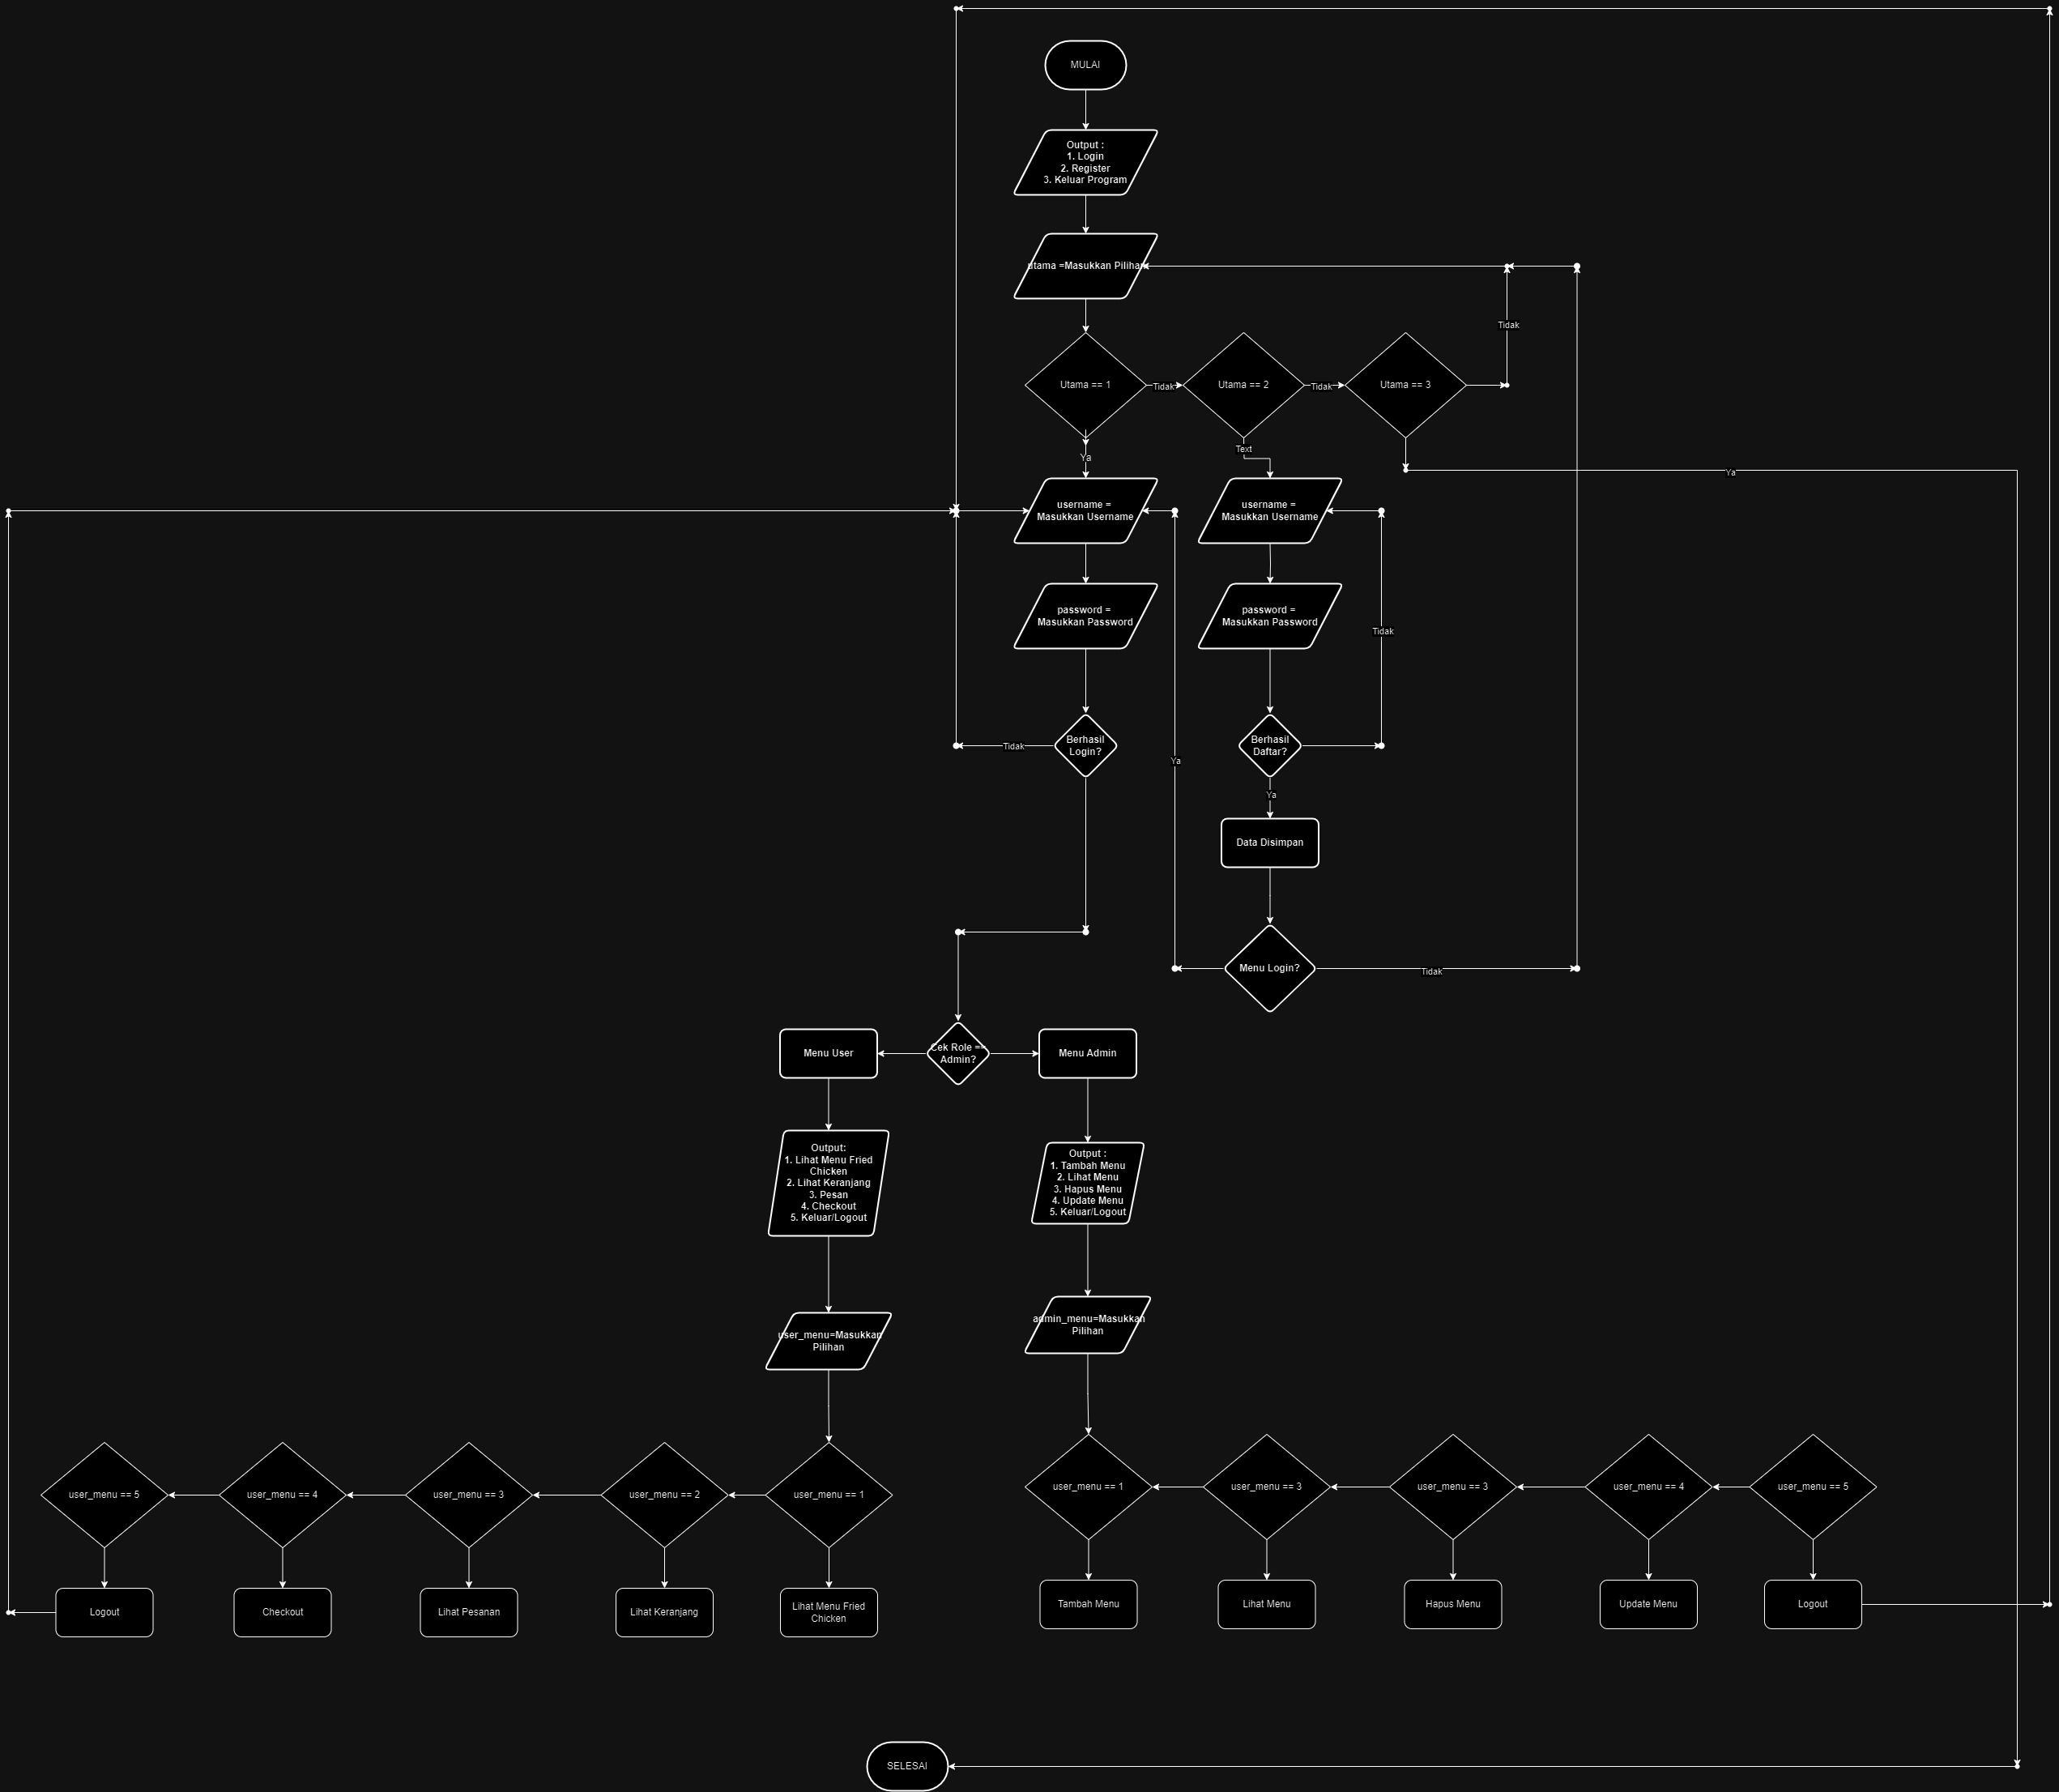 MULAI
Output :
1. Login
2. Register
3. Keluar Program
utama =Masukkan Pilihan
Tidak
Utama == 1
Tidak
Utama == 2
Tidak
Utama == 3
Ya
Text
Ya
username =
Masukkan Username
username =
Masukkan Username
password =
Masukkan Password
password =
Masukkan Password
Tidak
Berhasil
Login?
Tidak
Berhasil
Daftar?
Ya
Ya
Data Disimpan
Menu Login?
Tidak
Menu User
Cek Role ==
Admin?
Menu Admin
Output:
1. Lihat Menu Fried
Chicken
2. Lihat Keranjang
3. Pesan
4. Checkout
5. Keluar/Logout
Output :
1. Tambah Menu
2. Lihat Menu
3. Hapus Menu
4. Update Menu
5. Keluar/Logout
user_menu=Masukkan
Pilihan
admin_menu=Masukkan
Pilihan
user_menu == 5
user_menu == 4
user_menu == 3
user_menu == 2
user_menu == 1
user_menu == 1
user_menu == 3
user_menu == 3
user_menu == 4
user_menu == 5
Logout
Checkout
Lihat Pesanan
Lihat Keranjang
Lihat Menu Fried
Chicken
Tambah Menu
Lihat Menu
Hapus Menu
Update Menu
Logout
SELESAI